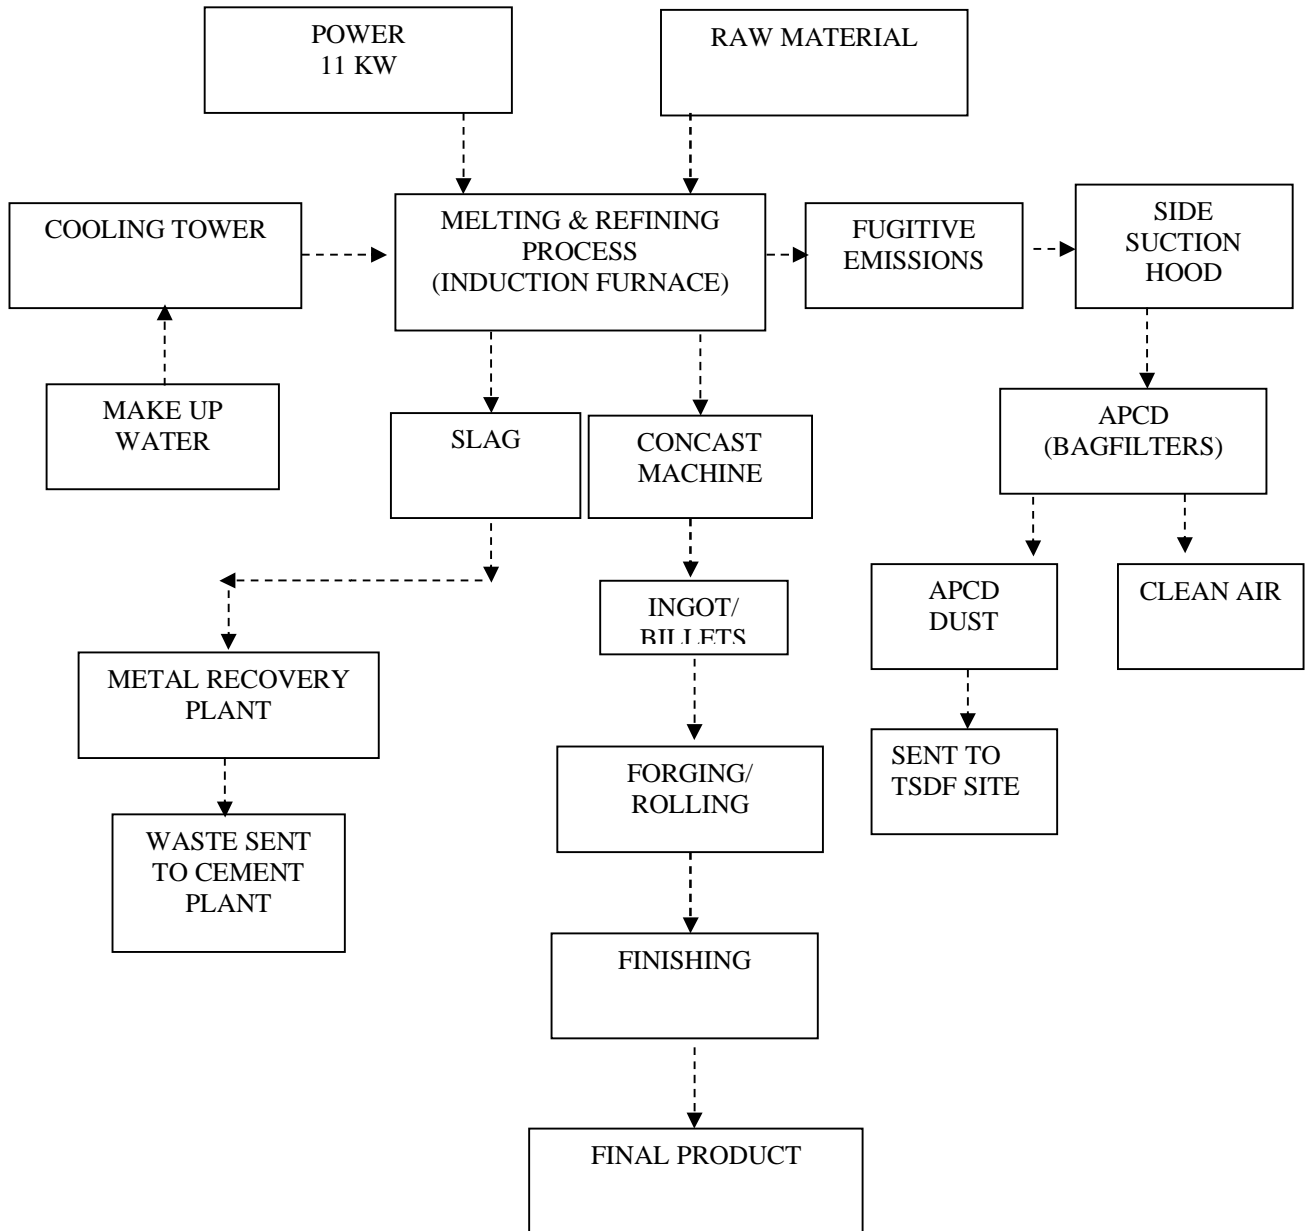 POWER
11 KW
RAW MATERIAL
COOLING TOWER
MELTING & REFINING
PROCESS
(INDUCTION FURNACE)
FUGITIVE
EMISSIONS
SIDE
SUCTION
HOOD
MAKE UP
WATER
SLAG
CONCAST
MACHINE
APCD
(BAGFILTERS)
INGOT/
BILLETS
APCD
DUST
CLEAN AIR
METAL RECOVERY
PLANT
FORGING/
ROLLING
SENT TO
TSDF SITE
WASTE SENT
TO CEMENT
PLANT
FINISHING
FINAL PRODUCT